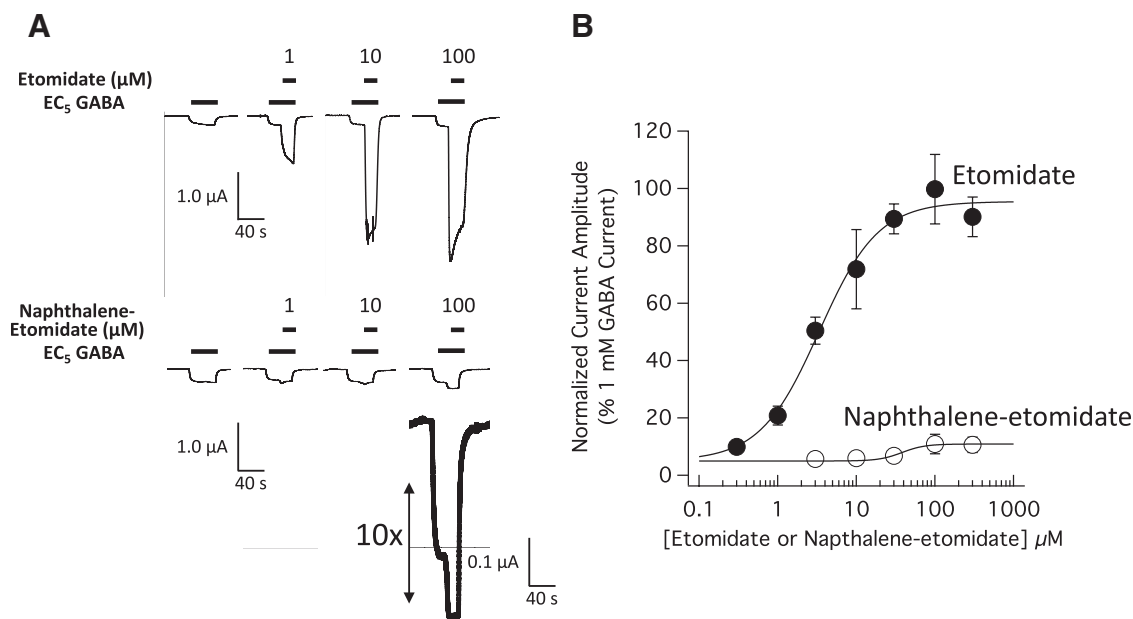 A
1 10 100
Etomidate (μM)
EC5 GABA
1.0 μA
40 s
Naphthalene-
1 10 100
Etomidate (μM)
EC5 GABA
1.0 μA
40 s
10x
0.1 μA
40 s
B
Normalized Current Amplitude
(% 1 mM GABA Current)
120
100
80
60
40
20
0
Etomidate
Naphthalene-etomidate
0.1 1 10 100 1000
[Etomidate or Napthalene-etomidate] μM